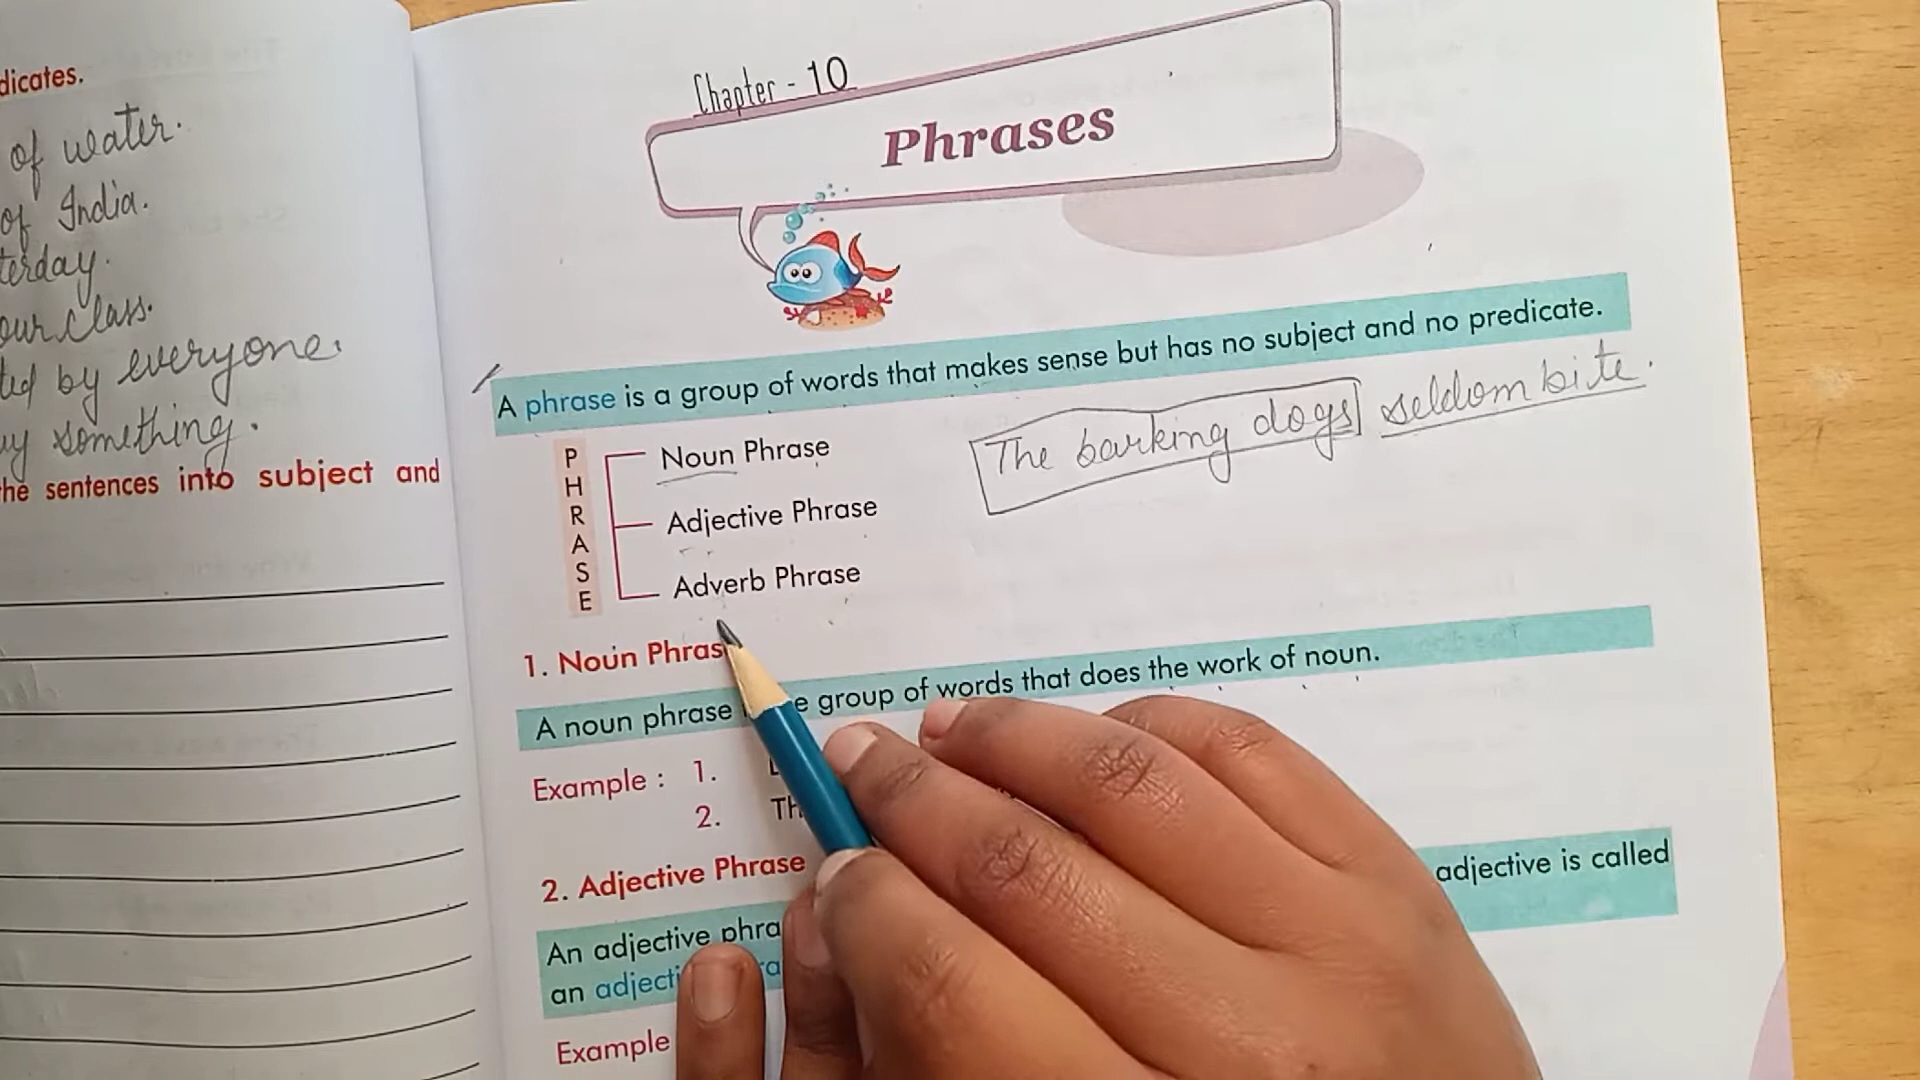 dicates.
of water.
of India.
terday.
our class.
ted by everyone.
something.
he sentences into subject and
Chapter - 10
Phrases
A phrase is a group of words that makes sense but has no subject and no predicate.
The barking dogs seldom bite.
PHRASE
Noun Phrase
Adjective Phrase
Adverb Phrase
1. Noun Phras
A noun phrase e group of words that does the work of noun.
Example : 1.
2. Th
2. Adjective Phrase
An adjective phra adjective is called
an adjecti ra
Example